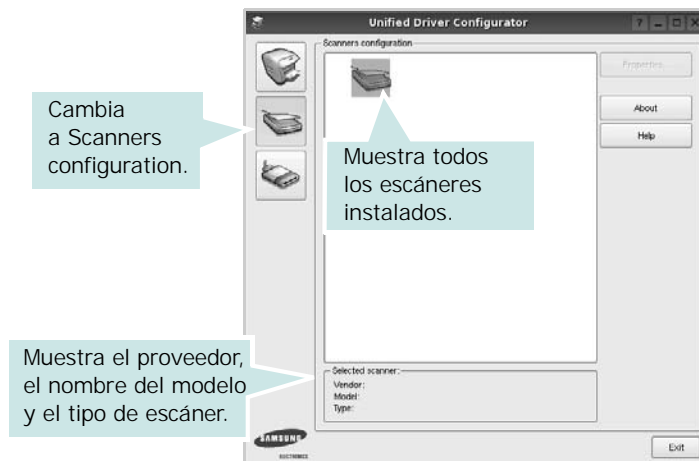 Unified Driver Configurator
Scanners configuration
Properties...
About
Help
Cambia
a Scanners
configuration.
Muestra todos
los escáneres
instalados.
Muestra el proveedor,
el nombre del modelo
y el tipo de escáner.
Selected scanner:
Vendor:
Model:
Type:
SAMSUNG
ELECTRONICS
Exit